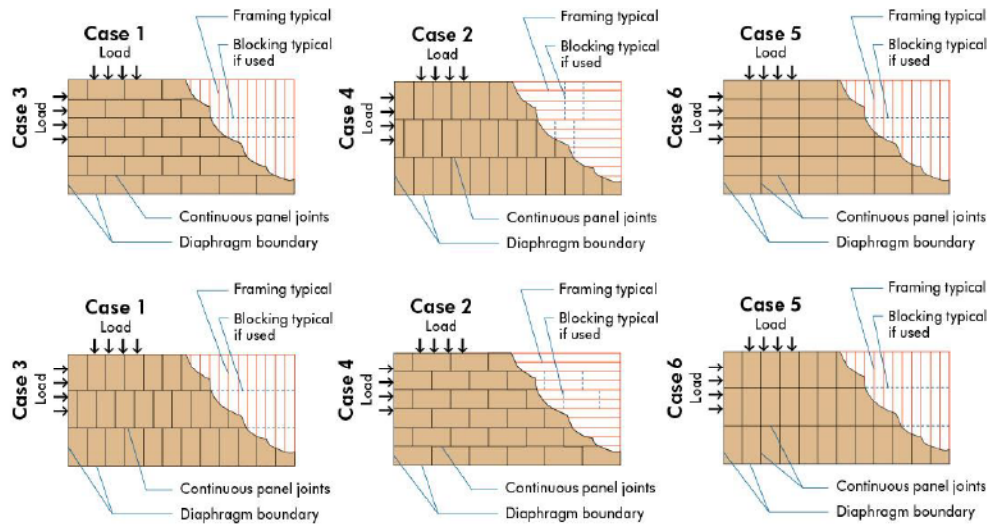 Framing typical
Case 1
Load
Blocking typical
if used
Case 3
Load
Continuous panel joints
Diaphragm boundary
Framing typical
Case 2
Load
Blocking typical
if used
Case 4
Load
Continuous panel joints
Diaphragm boundary
Framing typical
Case 5
Load
Blocking typical
if used
Case 6
Load
Continuous panel joints
Diaphragm boundary
Framing typical
Case 1
Load
Blocking typical
if used
Case 3
Load
Continuous panel joints
Diaphragm boundary
Framing typical
Case 2
Load
Blocking typical
if used
Case 4
Load
Continuous panel joints
Diaphragm boundary
Framing typical
Case 5
Load
Blocking typical
if used
Case 6
Load
Continuous panel joints
Diaphragm boundary